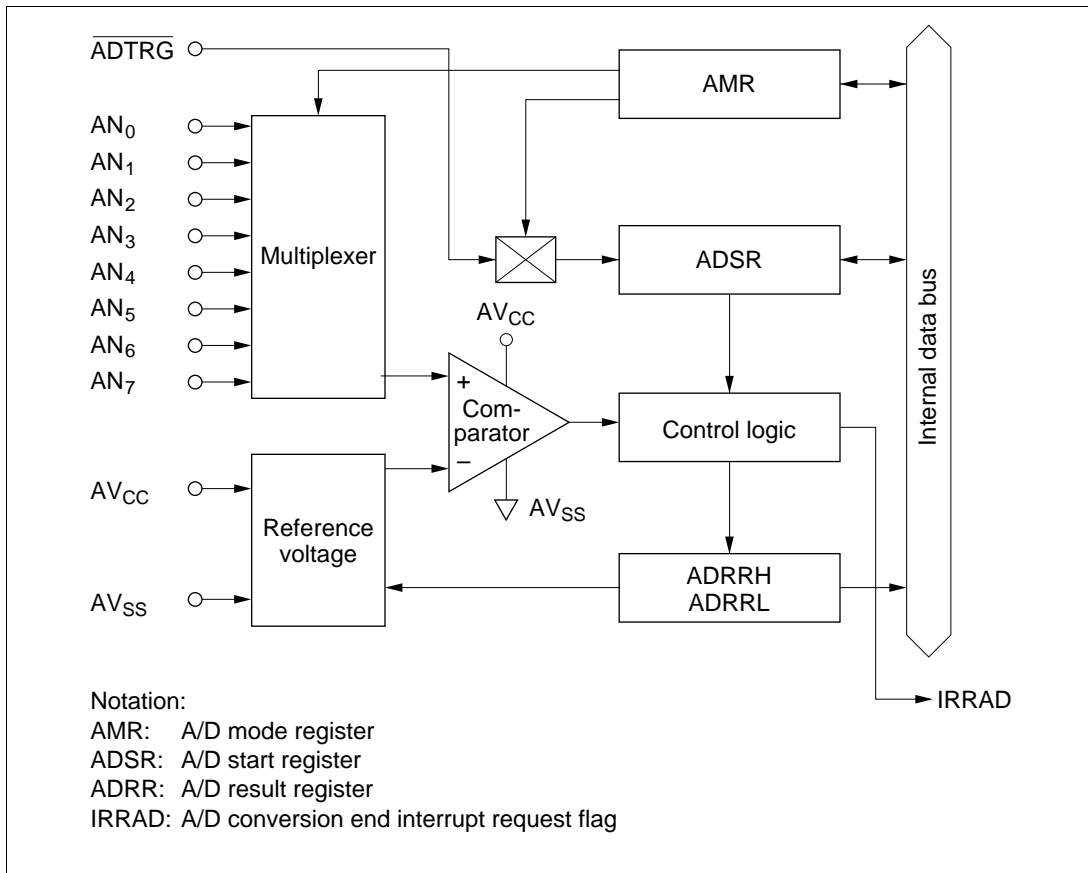 ADTRG
AMR
AN0
AN1
AN2
AN3
AN4
AN5
AN6
AN7
Multiplexer
ADSR
Internal data bus
AVCC
+
Com-
parator
−
AVSS
Control logic
AVCC
AVSS
Reference
voltage
ADRRH
ADRRL
IRRAD
Notation:
AMR: A/D mode register
ADSR: A/D start register
ADRR: A/D result register
IRRAD: A/D conversion end interrupt request flag